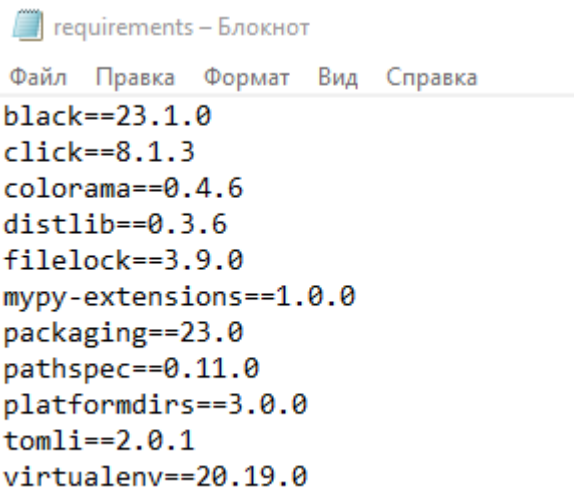 requirements – Блокнот
Файл Правка Формат Вид Справка
black==23.1.0
click==8.1.3
colorama==0.4.6
distlib==0.3.6
filelock==3.9.0
mypy-extensions==1.0.0
packaging==23.0
pathspec==0.11.0
platformdirs==3.0.0
tomli==2.0.1
virtualenv==20.19.0